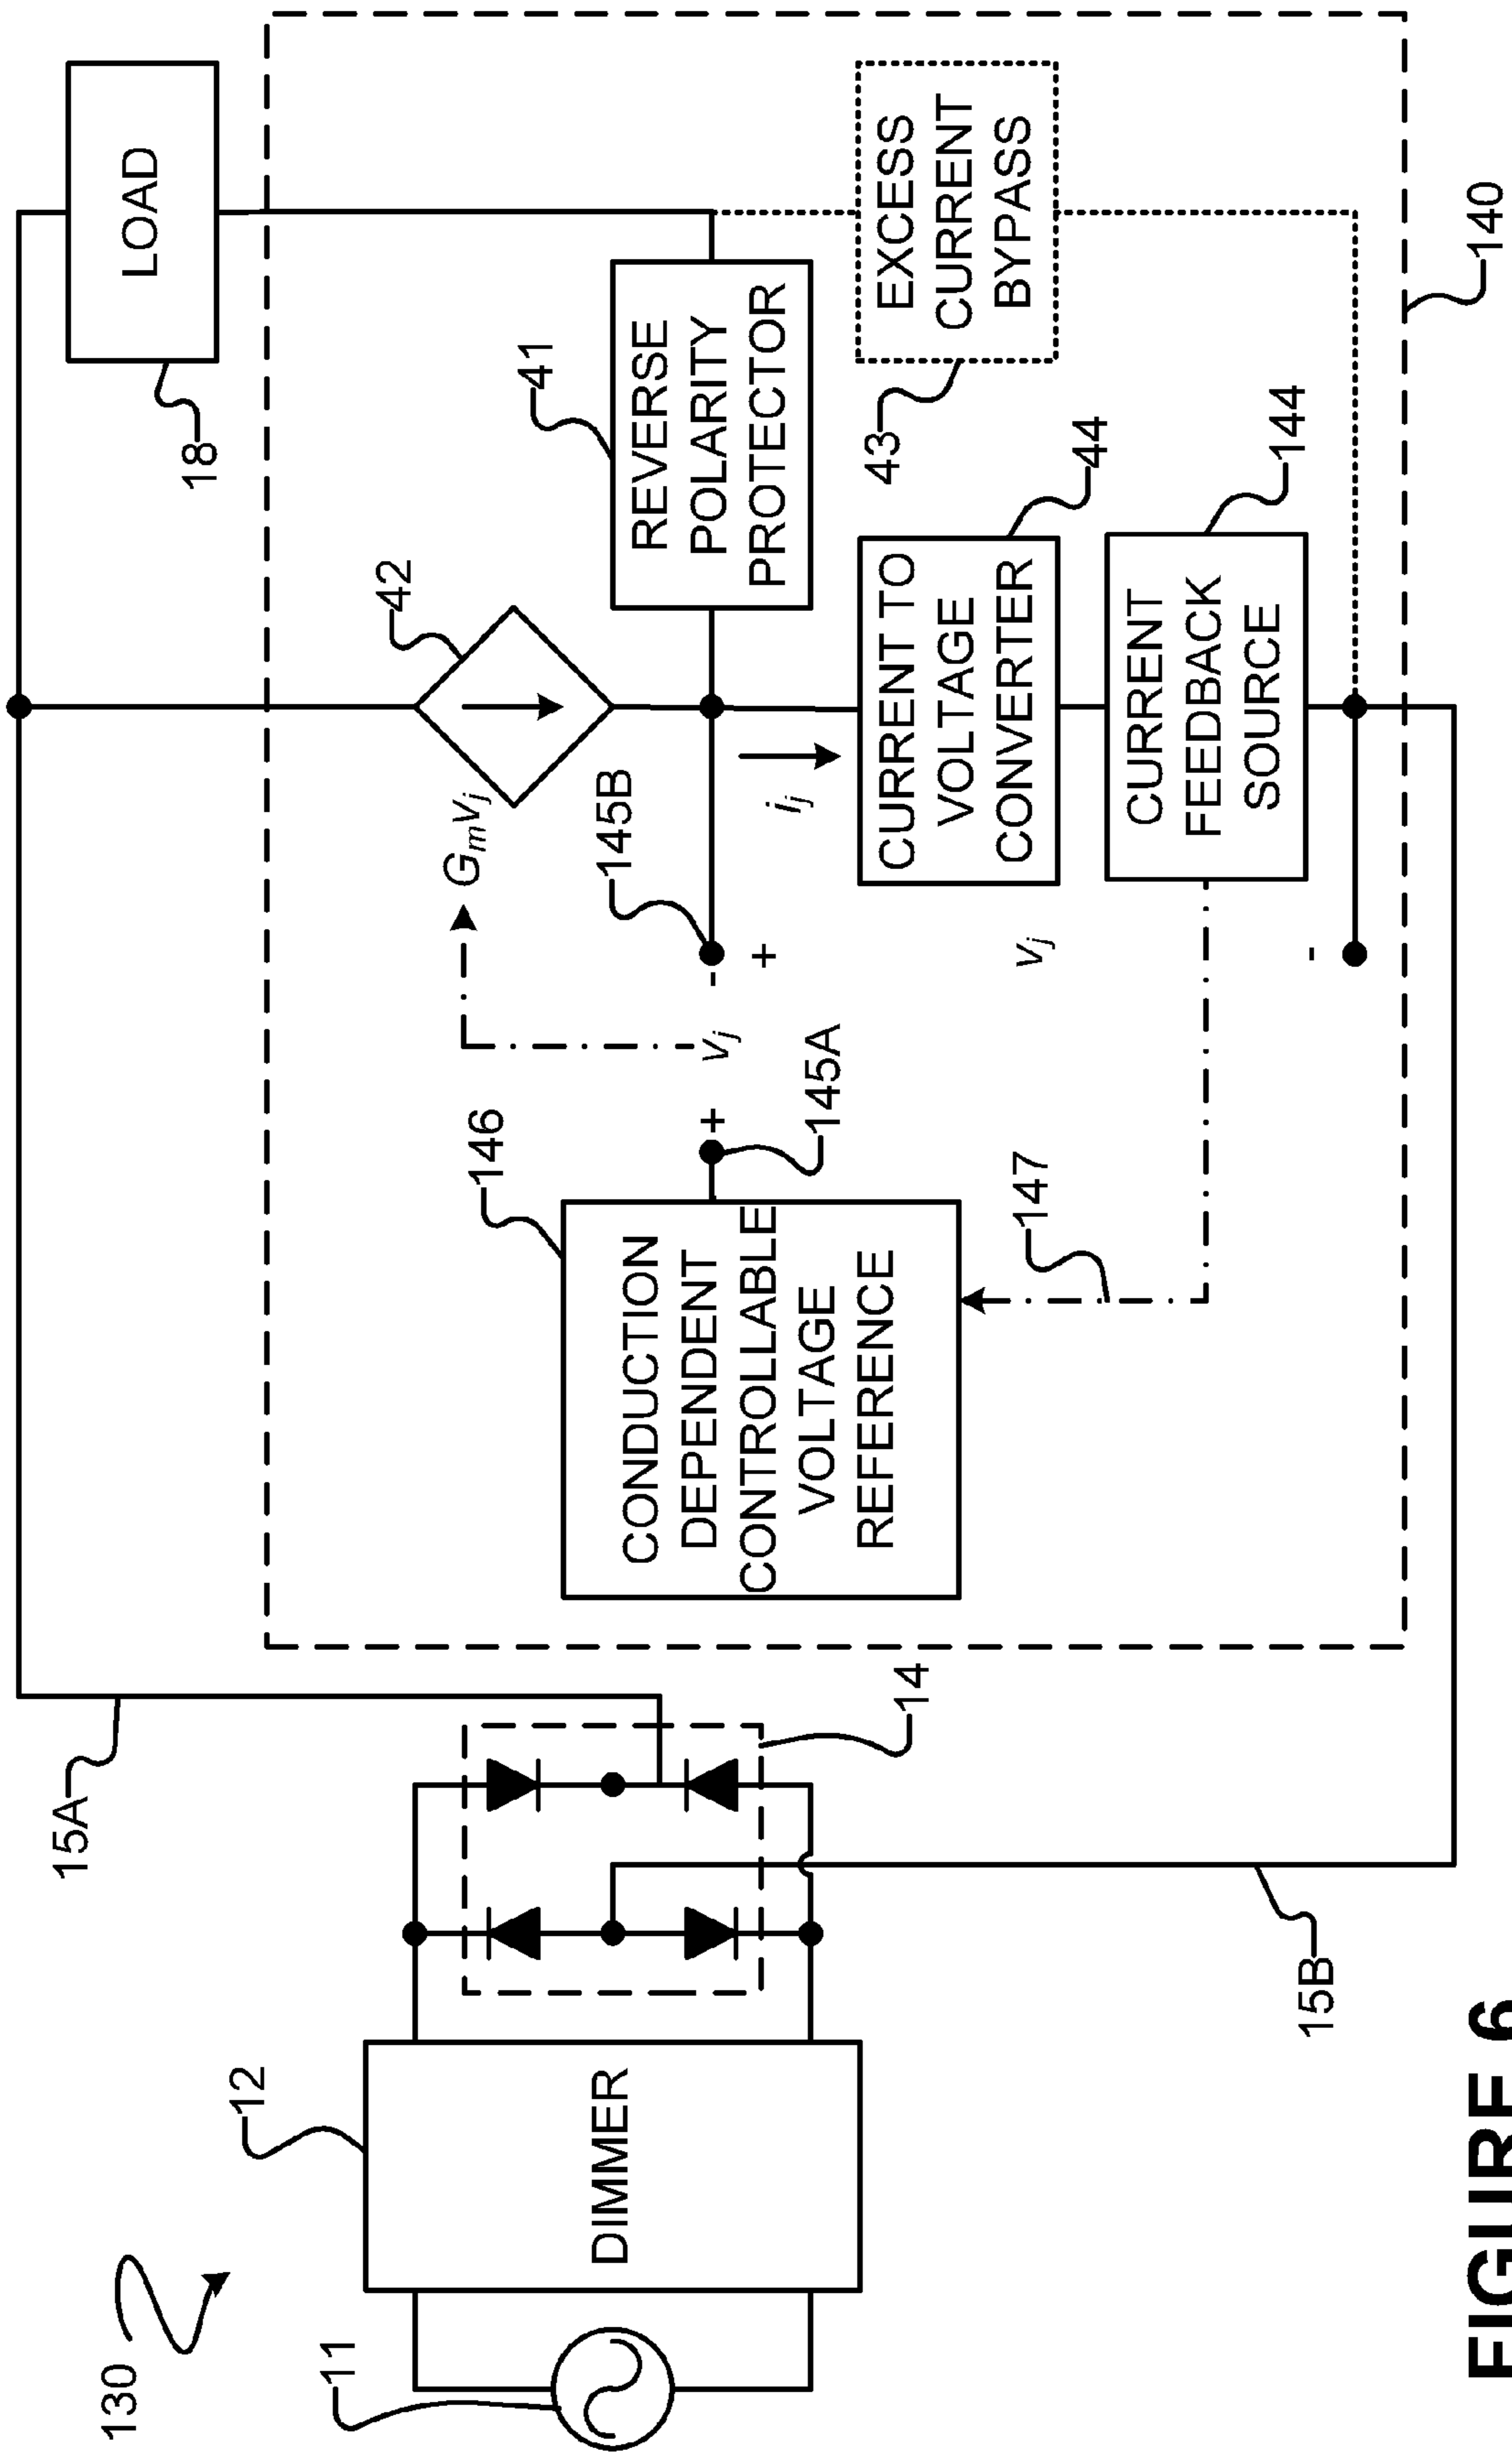 130
11
12
DIMMER
15A
14
15B
146
CONDUCTION
DEPENDENT
CONTROLLABLE
VOLTAGE
REFERENCE
+
145A
147
Vj
-
145B
+
GmVj
42
ij
Vj
-
41
REVERSE
POLARITY
PROTECTOR
18
LOAD
43
EXCESS
CURRENT
BYPASS
44
CURRENT TO
VOLTAGE
CONVERTER
144
CURRENT
FEEDBACK
SOURCE
140
FIGURE 6